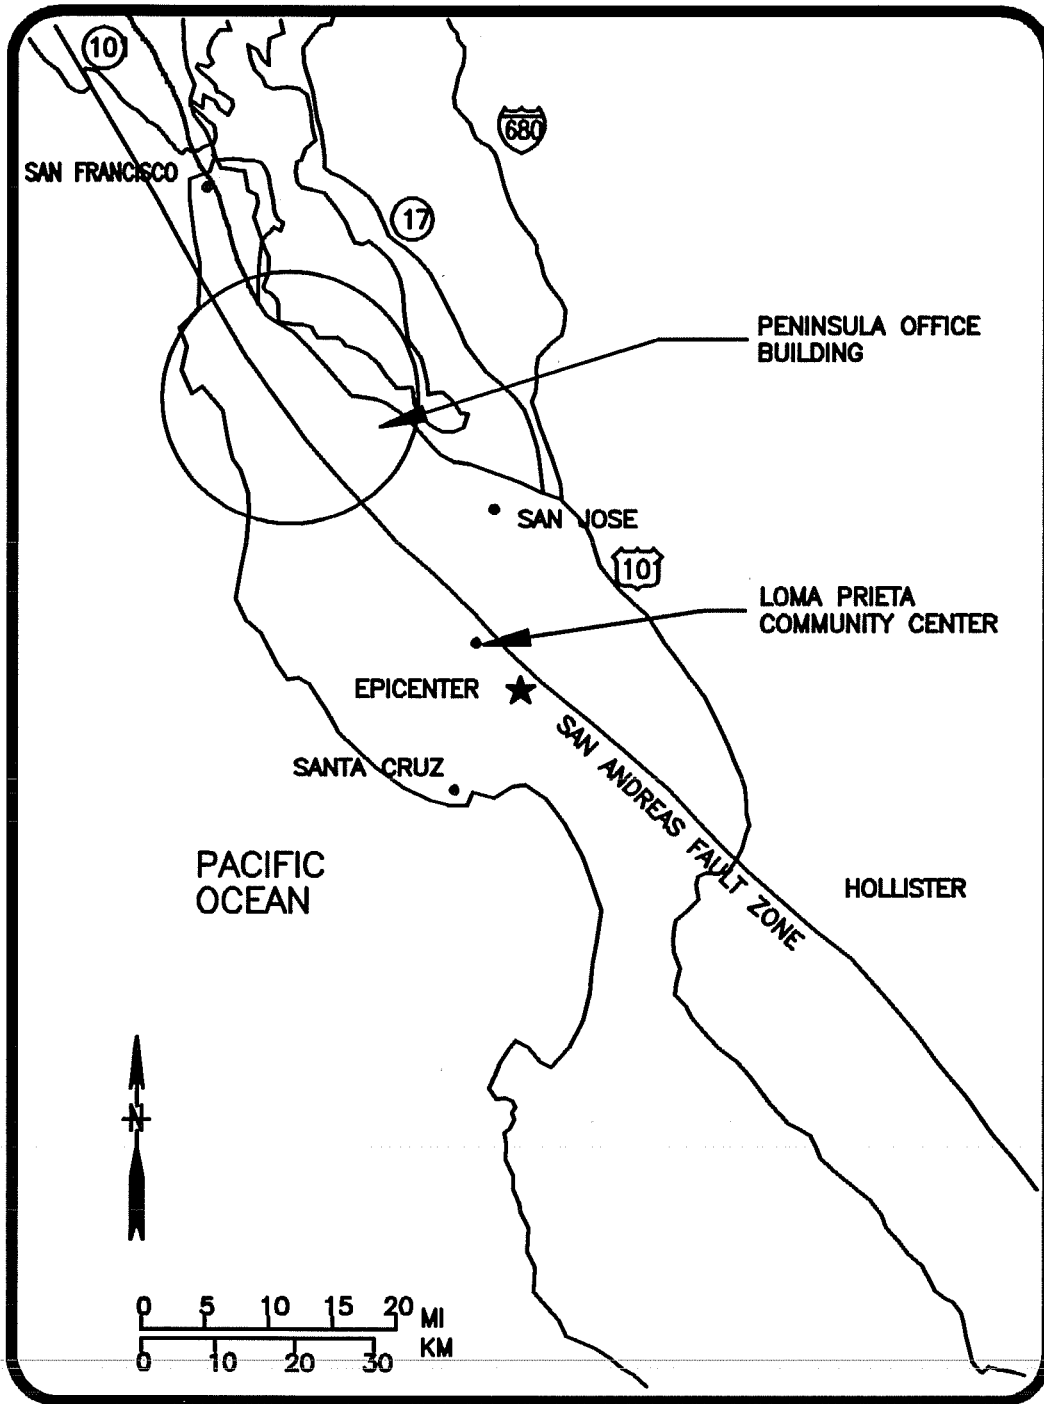 101
680
SAN FRANCISCO
17
PENINSULA OFFICE
BUILDING
SAN JOSE
101
LOMA PRIETA
COMMUNITY CENTER
EPICENTER
SAN ANDREAS FAULT ZONE
SANTA CRUZ
PACIFIC
OCEAN
HOLLISTER
N
0 5 10 15 20 MI
KM
0 10 20 30